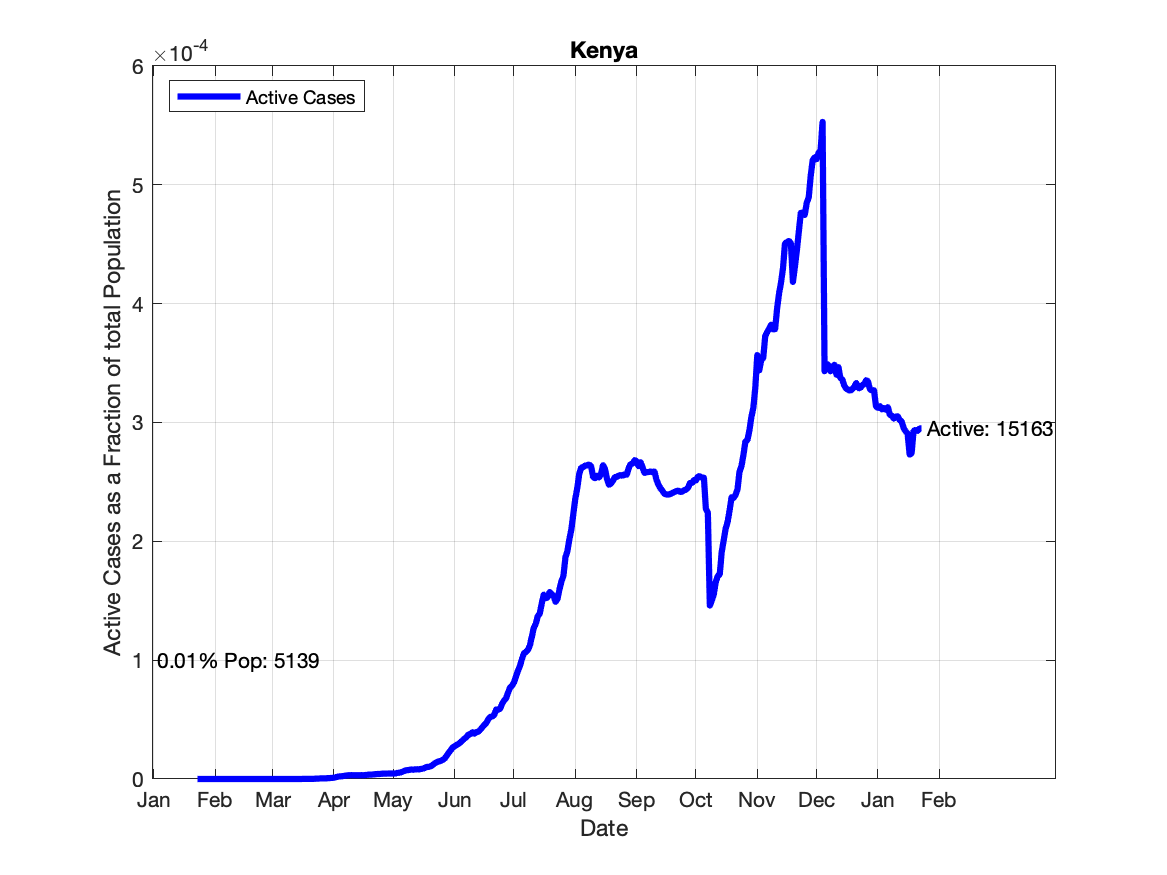 Kenya
×10-4
6
5
4
3
2
1
0
Active Cases as a Fraction of total Population
Active Cases
Active: 15163
0.01% Pop: 5139
Jan Feb Mar Apr May Jun Jul Aug Sep Oct Nov Dec Jan Feb
Date